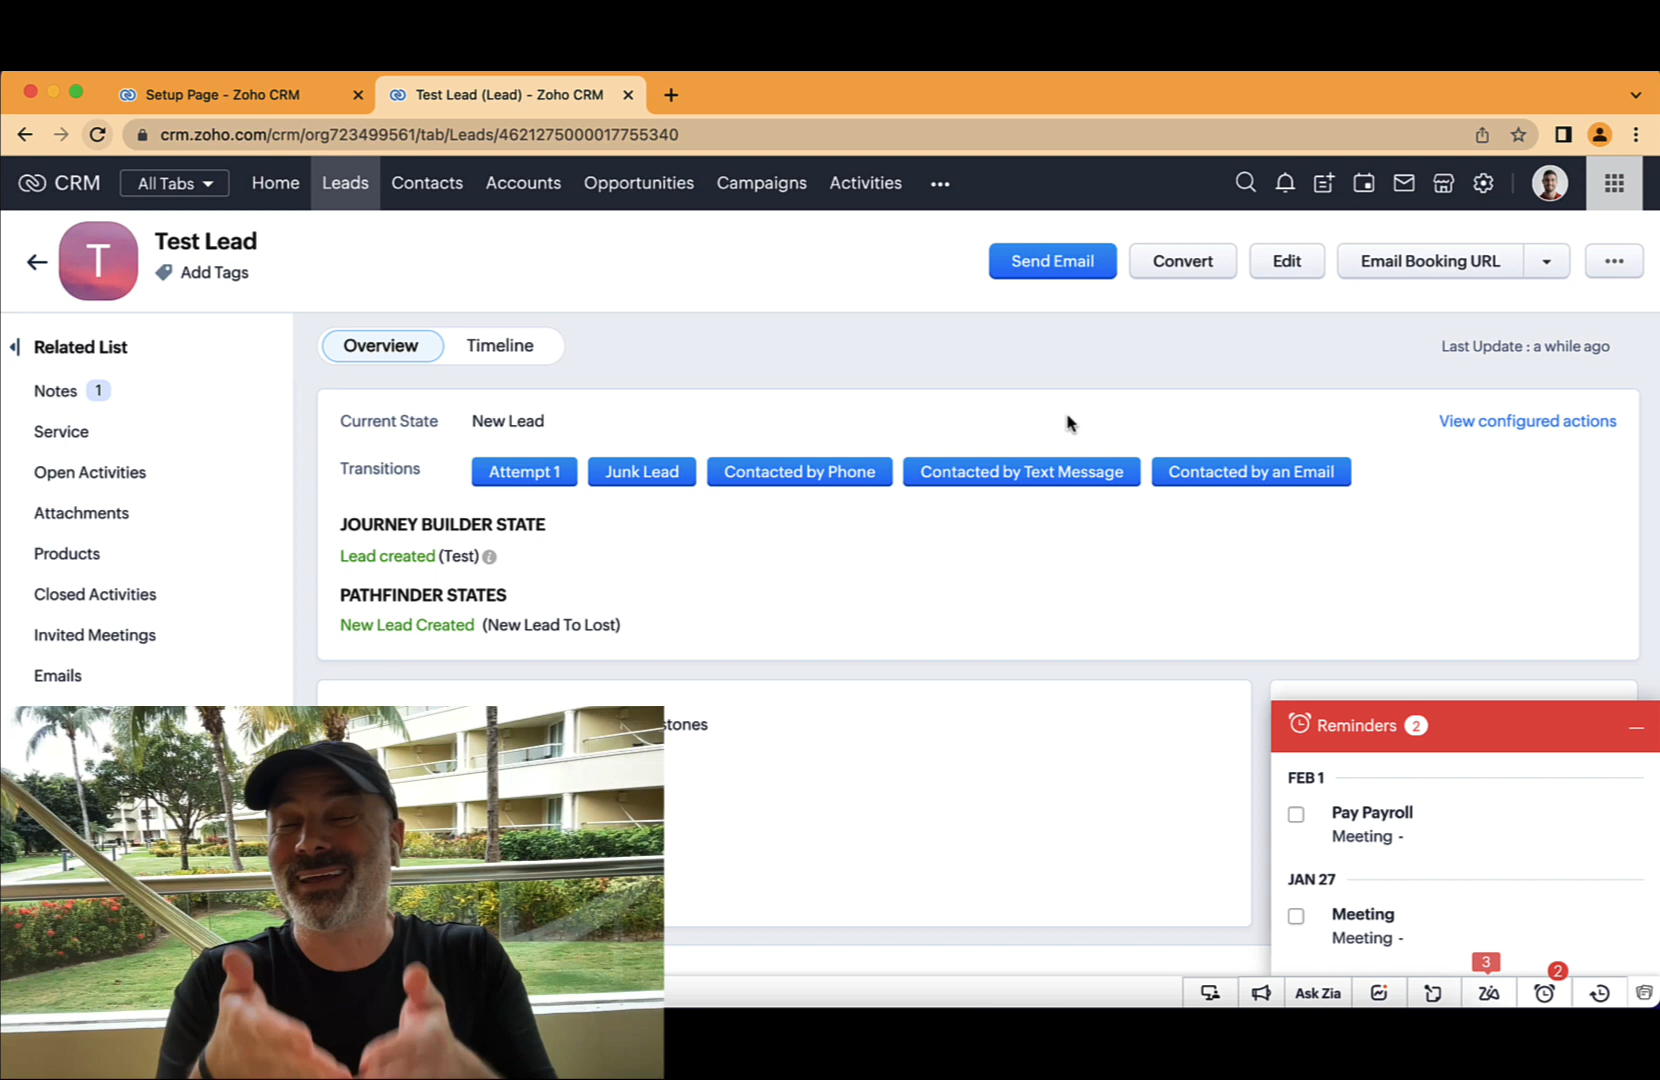 Setup Page - Zoho CRM
Test Lead (Lead) - Zoho CRM
crm.zoho.com/crm/org723499561/tab/Leads/4621275000017755340
CRM
All Tabs
Home
Leads
Contacts
Accounts
Opportunities
Campaigns
Activities
T
Test Lead
Add Tags
Send Email
Convert
Edit
Email Booking URL
Related List
Notes 1
Service
Open Activities
Attachments
Products
Closed Activities
Invited Meetings
Emails
Overview
Timeline
Last Update : a while ago
Current State New Lead
View configured actions
Transitions
Attempt 1
Junk Lead
Contacted by Phone
Contacted by Text Message
Contacted by an Email
JOURNEY BUILDER STATE
Lead created (Test)
PATHFINDER STATES
New Lead Created (New Lead To Lost)
stones
Reminders 2
FEB 1
Pay Payroll
Meeting -
JAN 27
Meeting
Meeting -
3
2
Ask Zia